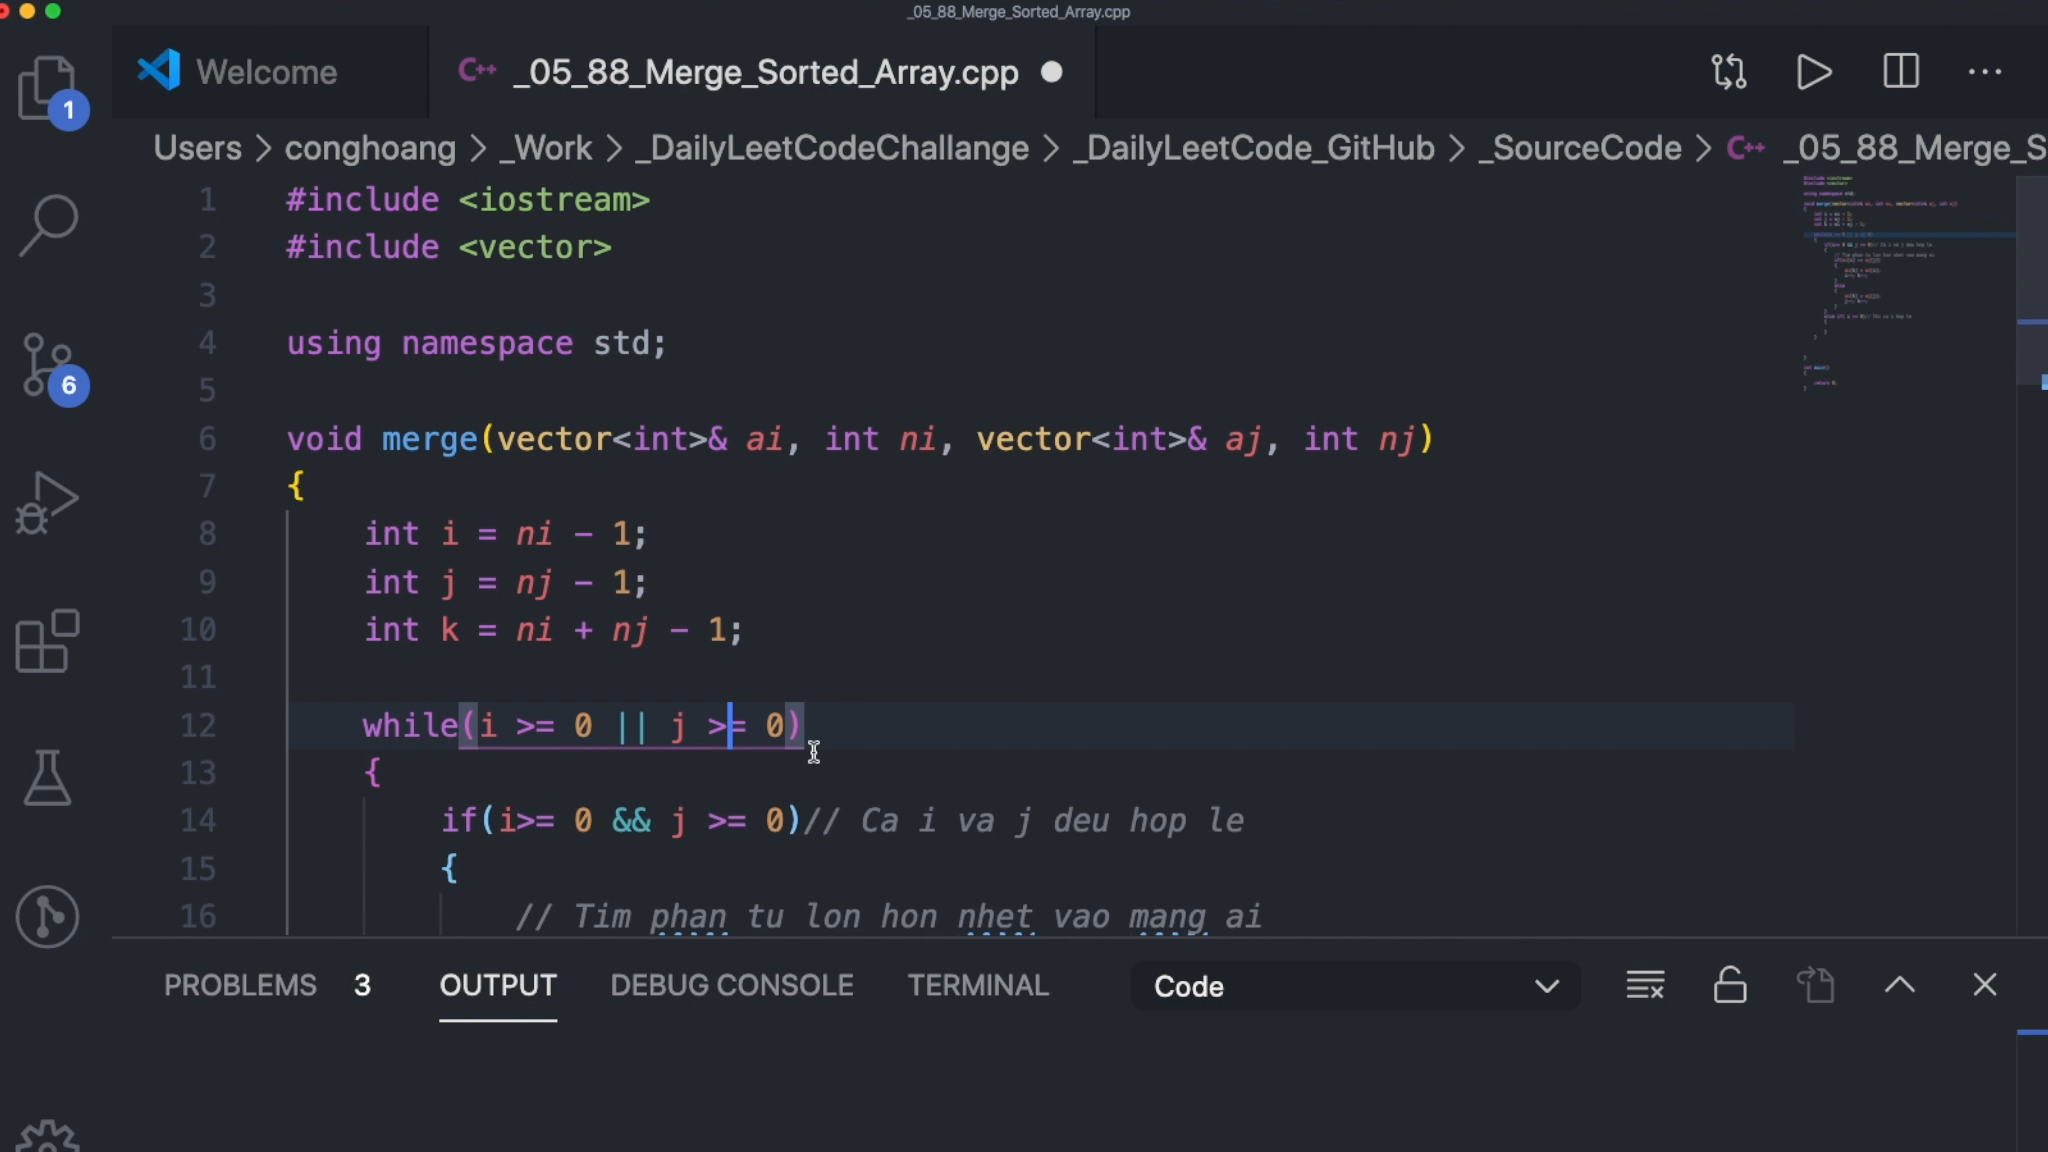 _05_88_Merge_Sorted_Array.cpp
Welcome
C++ _05_88_Merge_Sorted_Array.cpp
1
Users > conghoang > _Work > _DailyLeetCodeChallange > _DailyLeetCode_GitHub > _SourceCode > C++ _05_88_Merge_S
1 #include <iostream>
2 #include <vector>
3
4 using namespace std;
5
6 void merge(vector<int>& ai, int ni, vector<int>& aj, int nj)
7 {
8 int i = ni - 1;
9 int j = nj - 1;
10 int k = ni + nj - 1;
11
12 while(i >= 0 || j >= 0)
13 {
14 if(i>= 0 && j >= 0)// Ca i va j deu hop le
15 {
16 // Tim phan tu lon hon nhet vao mang ai
6
PROBLEMS 3 OUTPUT DEBUG CONSOLE TERMINAL Code